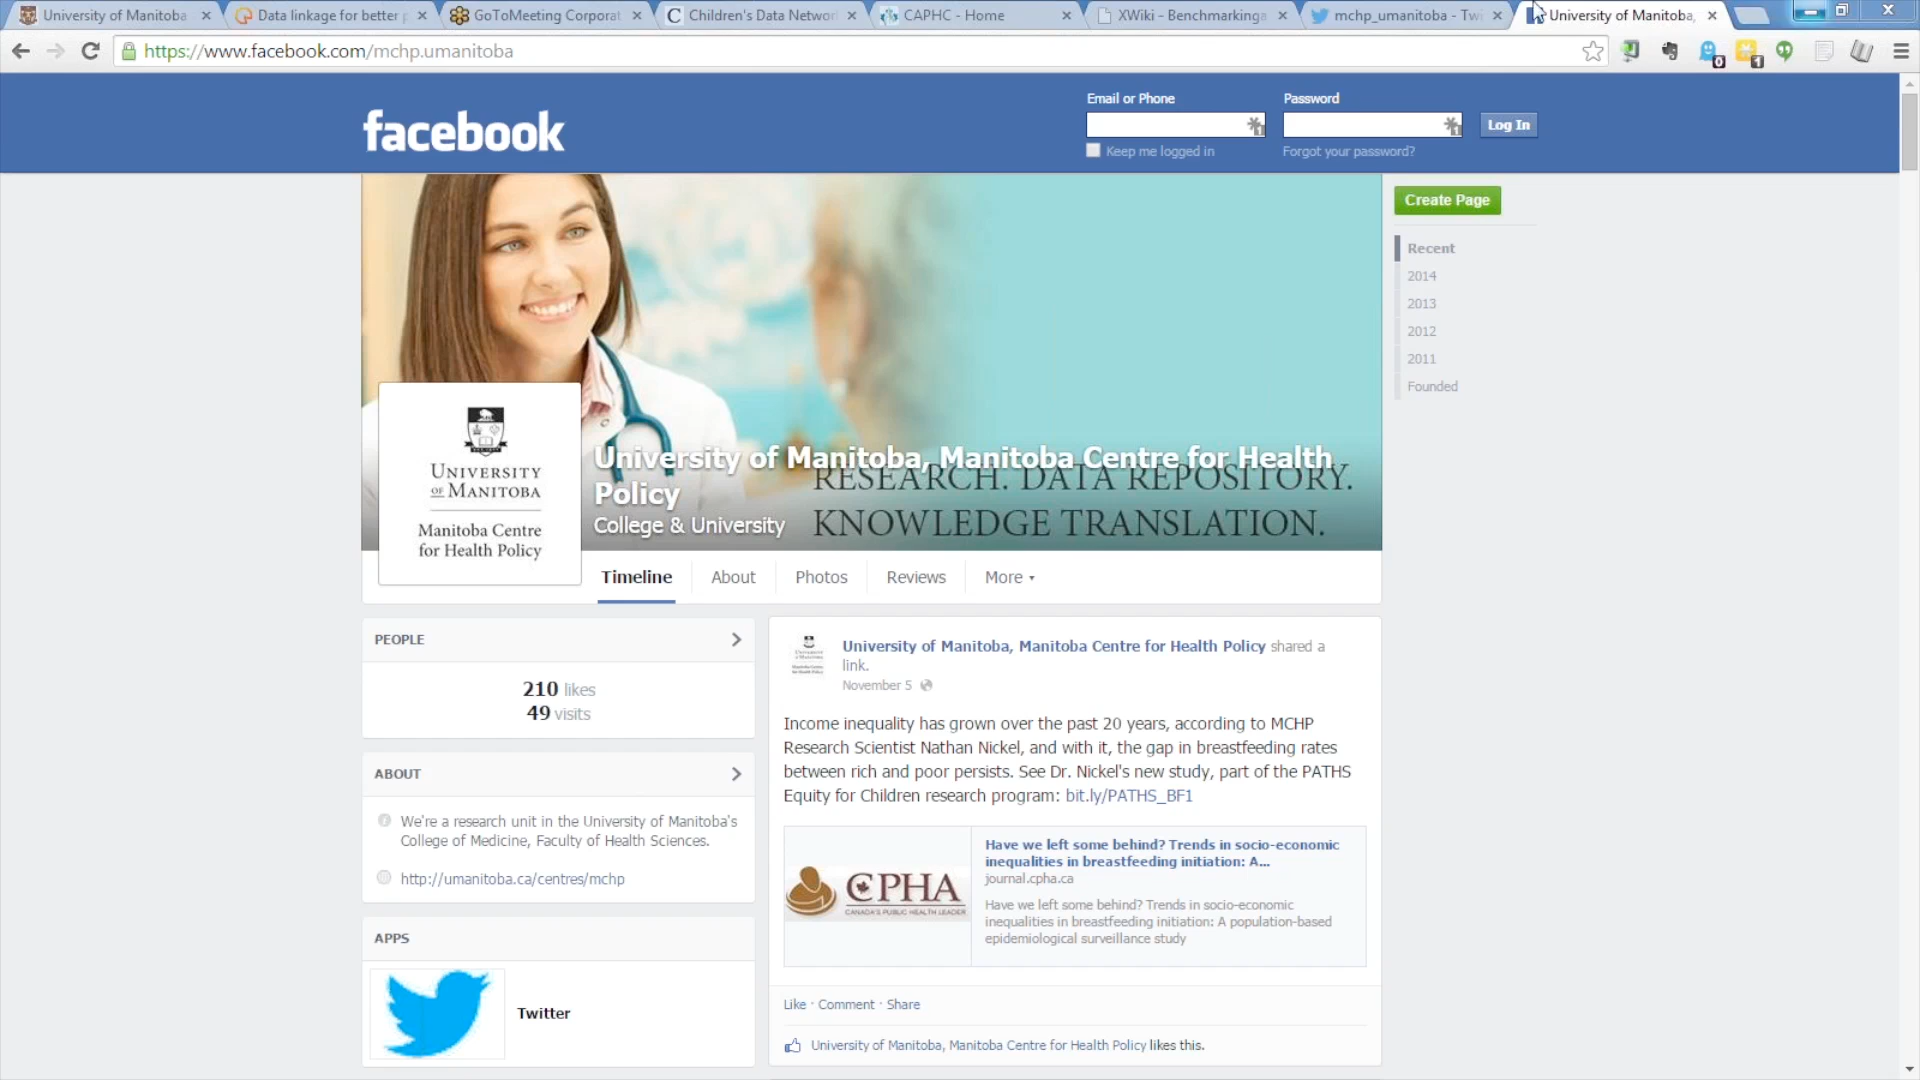 University of Manitoba
Data linkage for better p
GoToMeeting Corporat
Children's Data Networ
CAPHC - Home
XWiki - Benchmarking
mchp_umanitoba - Twi
University of Manitoba,
https://www.facebook.com/mchp.umanitoba
0
1
Email or Phone
Password
facebook
Log In
Keep me logged in
Forgot your password?
Create Page
Recent
2014
2013
2012
2011
Founded
UNIVERSITY
OF MANITOBA
Manitoba Centre
for Health Policy
University of Manitoba, Manitoba Centre for Health
Policy
College & University
RESEARCH. DATA REPOSITORY.
KNOWLEDGE TRANSLATION.
Timeline
About
Photos
Reviews
More
PEOPLE
210 likes
49 visits
ABOUT
We're a research unit in the University of Manitoba's
College of Medicine, Faculty of Health Sciences.
http://umanitoba.ca/centres/mchp
APPS
Twitter
University of Manitoba, Manitoba Centre for Health Policy shared a
link.
November 5
Income inequality has grown over the past 20 years, according to MCHP
Research Scientist Nathan Nickel, and with it, the gap in breastfeeding rates
between rich and poor persists. See Dr. Nickel's new study, part of the PATHS
Equity for Children research program: bit.ly/PATHS_BF1
CPHA
CANADA'S PUBLIC HEALTH LEADER
Have we left some behind? Trends in socio-economic
inequalities in breastfeeding initiation: A...
journal.cpha.ca
Have we left some behind? Trends in socio-economic
inequalities in breastfeeding initiation: A population-based
epidemiological surveillance study
Like · Comment · Share
University of Manitoba, Manitoba Centre for Health Policy likes this.